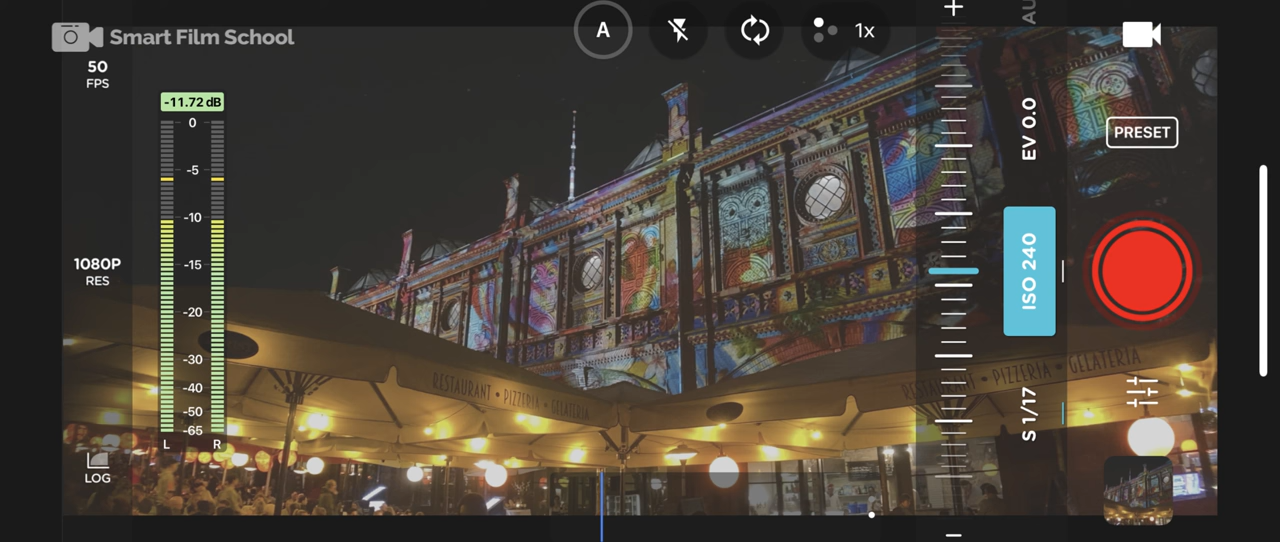 Smart Film School
A
1x
50
FPS
-11.72 dB
0
-5
-10
-15
-20
-30
-40
-50
-65
L R
1080P
RES
LOG
+
AU
EV 0.0
ISO 240
S 1/17
-
PRESET
RESTAURANT • PIZZERIA • GELATERIA
RESTAURANT • PIZZERIA • GELATERIA